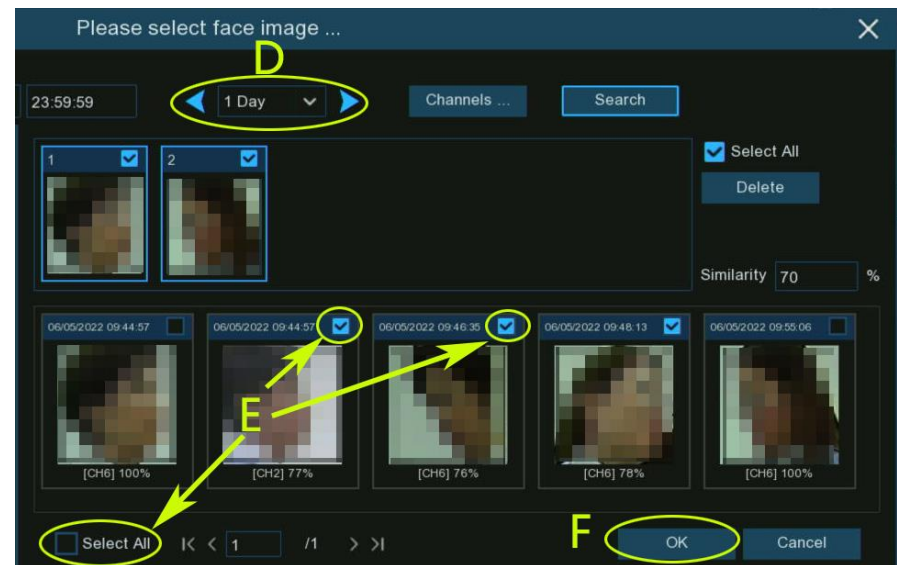 Please select face image ...
D
23:59:59
1 Day
Channels ...
Search
1
2
Select All
Delete
Similarity 70 %
06/05/2022 09:44:57
06/05/2022 09:44:57
06/05/2022 09:46:35
06/05/2022 09:48:13
06/05/2022 09:55:06
E
[CH6] 100%
[CH2] 77%
[CH6] 76%
[CH6] 78%
[CH6] 100%
Select All
1 /1
F
OK
Cancel